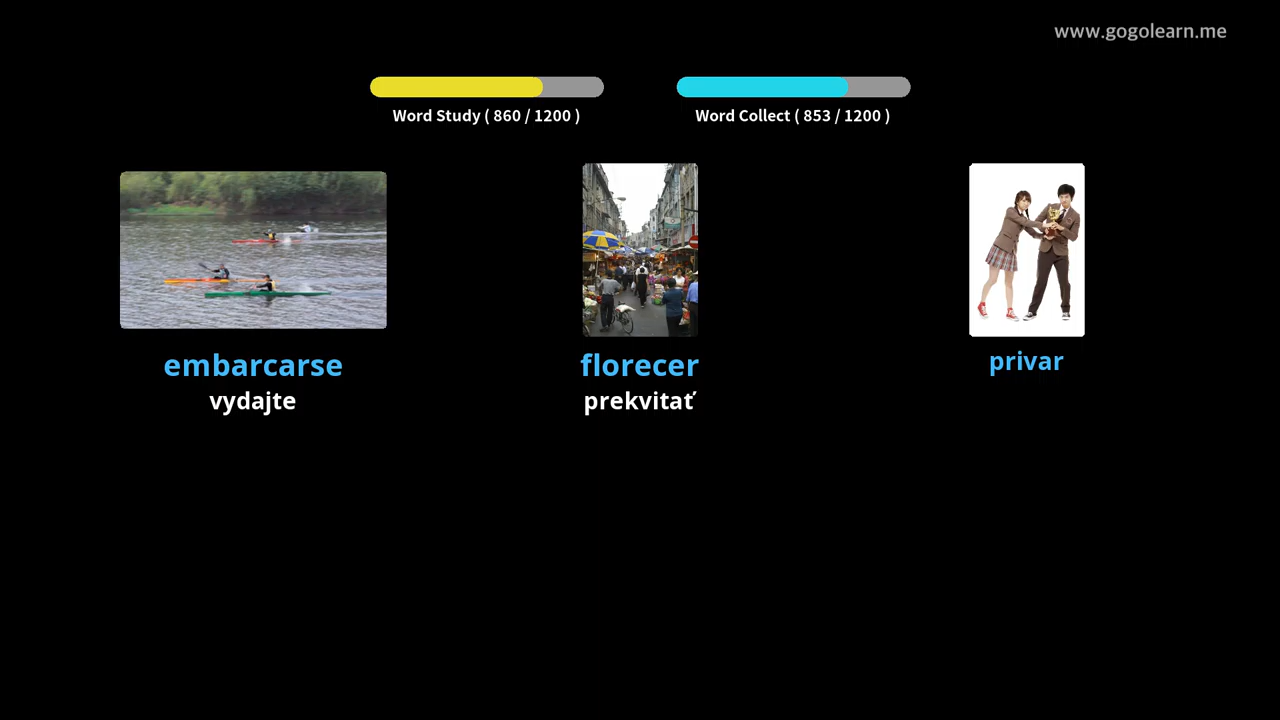 www.gogolearn.me
Word Study ( 860 / 1200 )
Word Collect ( 853 / 1200 )
embarcarse
florecer
privar
vydajte
prekvitať